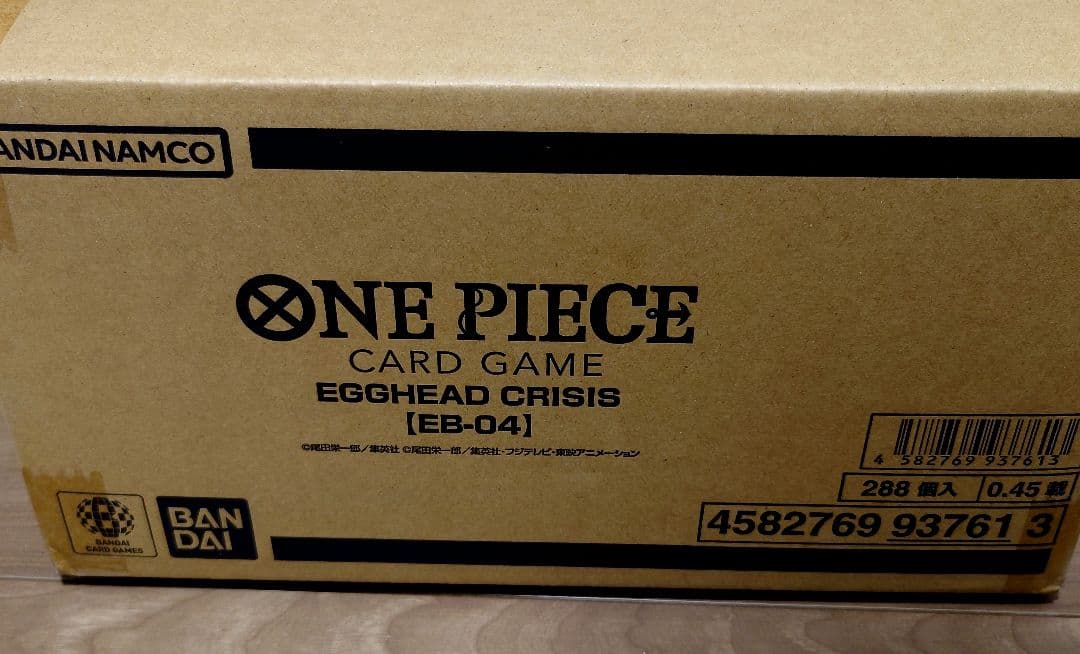 ANDAI NAMCO
ONE PIECE
CARD GAME
EGGHEAD CRISIS
【EB-04】
©尾田栄一郎／集英社 ©尾田栄一郎／集英社・フジテレビ・東映アニメーション
4 582769 937613
288 個入 0.45 載
4582769 93761 3
BANDAI
CARD GAMES
BAN
DAI